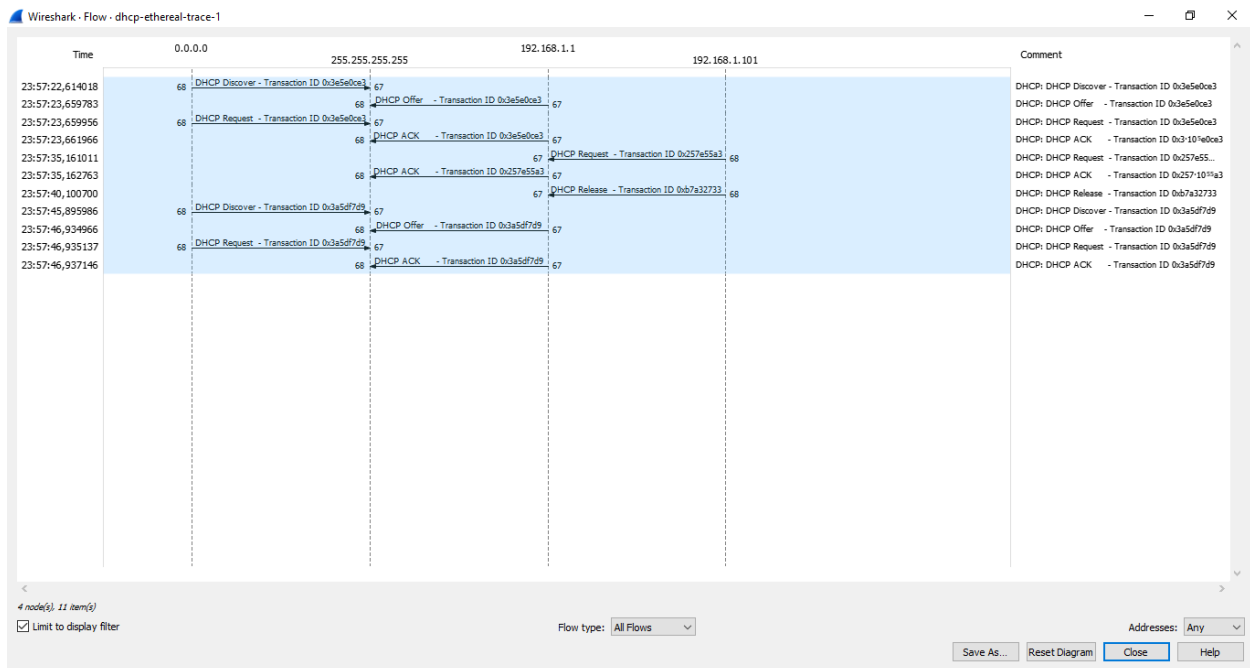 Wireshark · Flow · dhcp-ethereal-trace-1
Time 0.0.0.0 255.255.255.255 192.168.1.1 192.168.1.101 Comment
23:57:22,614018 68 DHCP Discover - Transaction ID 0x3e5e0ce3 67 DHCP: DHCP Discover - Transaction ID 0x3e5e0ce3
23:57:23,659783 68 DHCP Offer - Transaction ID 0x3e5e0ce3 67 DHCP: DHCP Offer - Transaction ID 0x3e5e0ce3
23:57:23,659956 68 DHCP Request - Transaction ID 0x3e5e0ce3 67 DHCP: DHCP Request - Transaction ID 0x3e5e0ce3
23:57:23,661966 68 DHCP ACK - Transaction ID 0x3e5e0ce3 67 DHCP: DHCP ACK - Transaction ID 0x3·10⁵e0ce3
23:57:35,161011 67 DHCP Request - Transaction ID 0x257e55a3 68 DHCP: DHCP Request - Transaction ID 0x257e55...
23:57:35,162763 68 DHCP ACK - Transaction ID 0x257e55a3 67 DHCP: DHCP ACK - Transaction ID 0x257·10⁵⁵a3
23:57:40,100700 67 DHCP Release - Transaction ID 0xb7a32733 68 DHCP: DHCP Release - Transaction ID 0xb7a32733
23:57:45,895986 68 DHCP Discover - Transaction ID 0x3a5df7d9 67 DHCP: DHCP Discover - Transaction ID 0x3a5df7d9
23:57:46,934966 68 DHCP Offer - Transaction ID 0x3a5df7d9 67 DHCP: DHCP Offer - Transaction ID 0x3a5df7d9
23:57:46,935137 68 DHCP Request - Transaction ID 0x3a5df7d9 67 DHCP: DHCP Request - Transaction ID 0x3a5df7d9
23:57:46,937146 68 DHCP ACK - Transaction ID 0x3a5df7d9 67 DHCP: DHCP ACK - Transaction ID 0x3a5df7d9
4 node(s), 11 item(s)
Limit to display filter Flow type: All Flows Addresses: Any
Save As... Reset Diagram Close Help